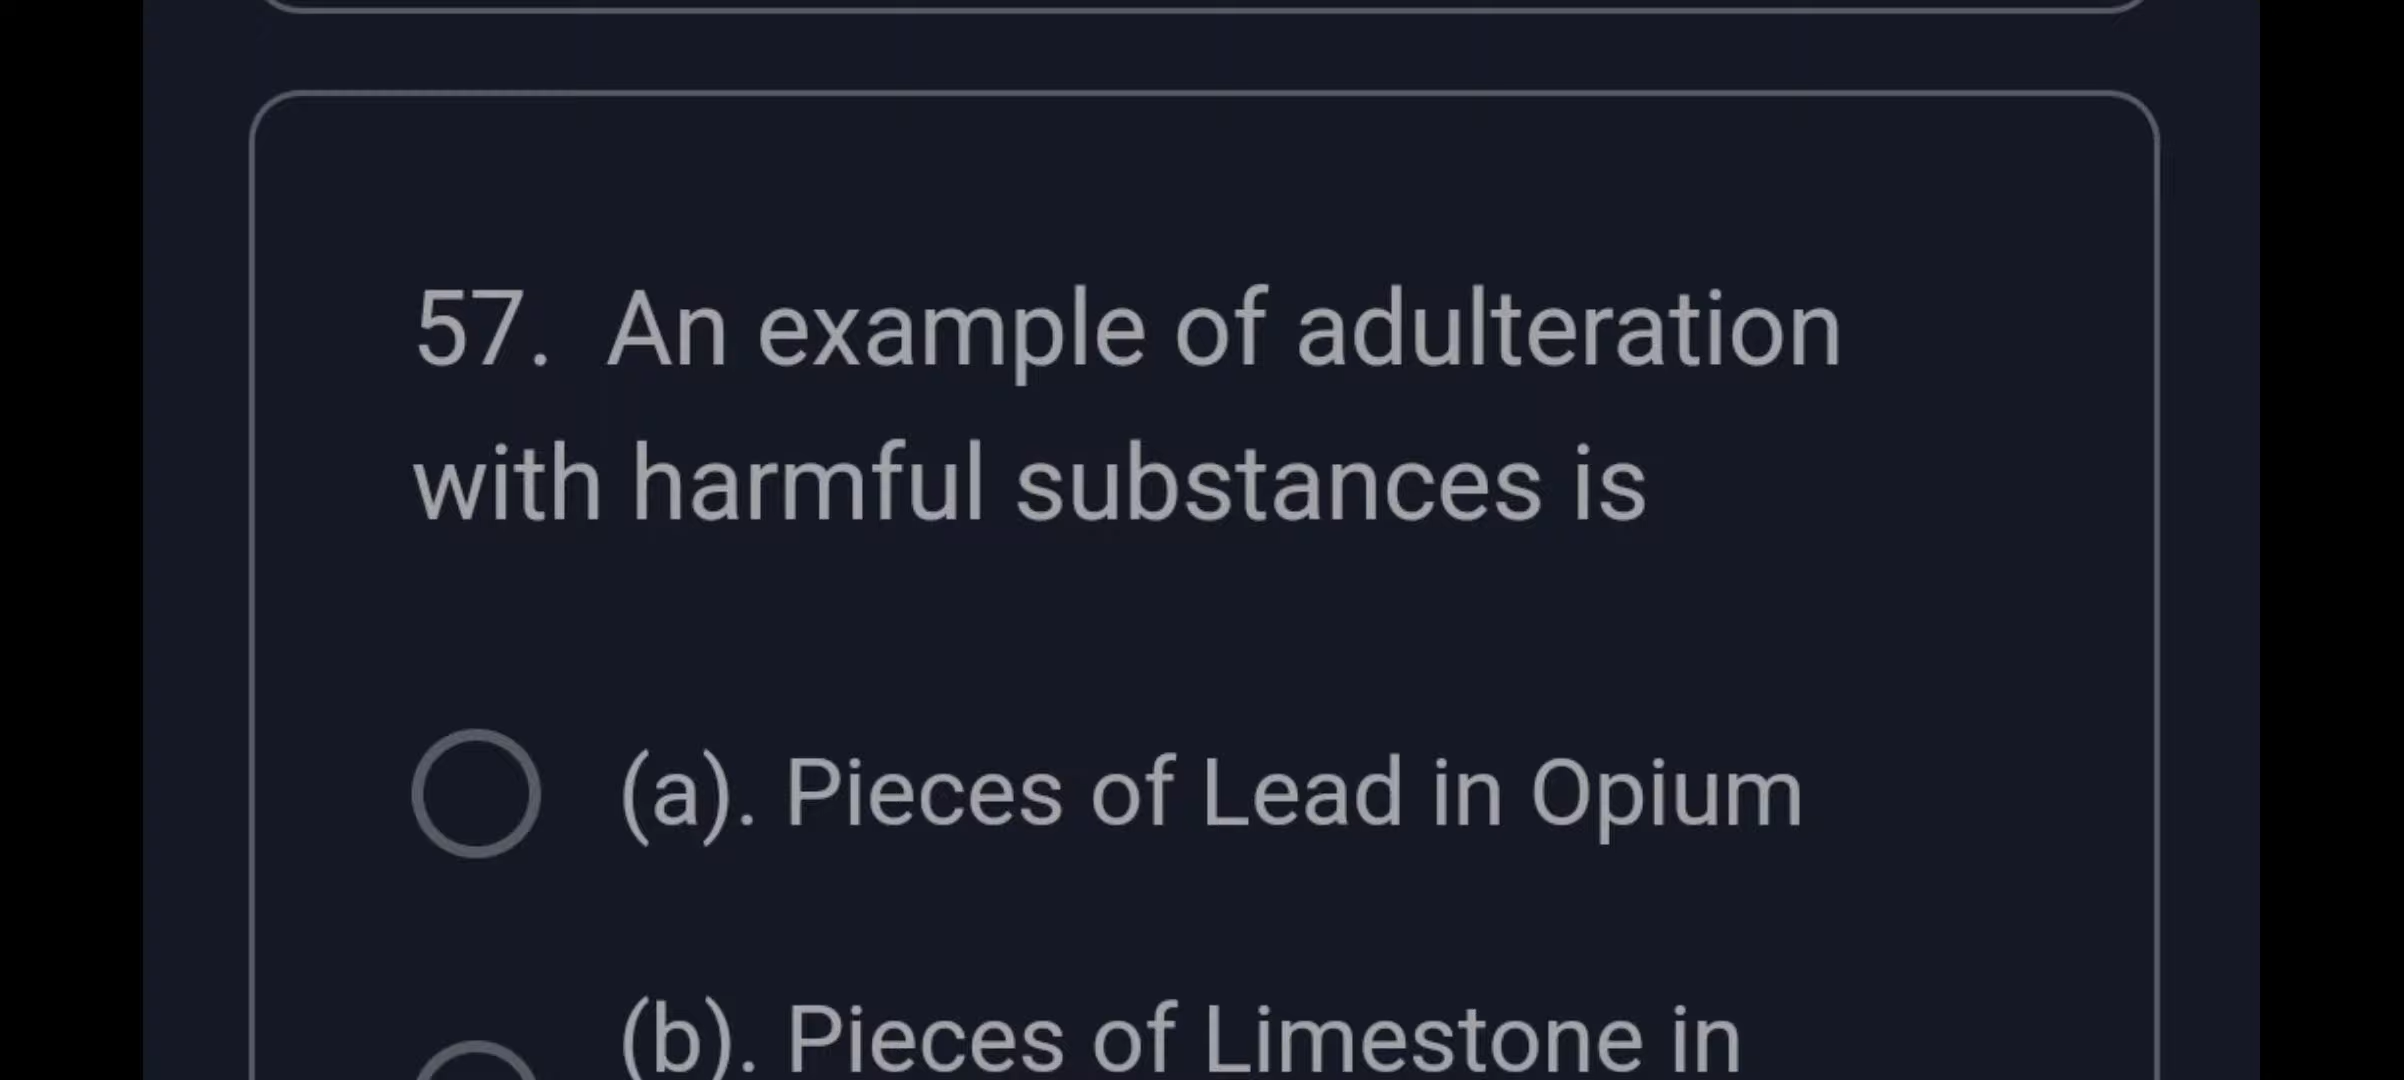 57. An example of adulteration
with harmful substances is
(a). Pieces of Lead in Opium
(b). Pieces of Limestone in